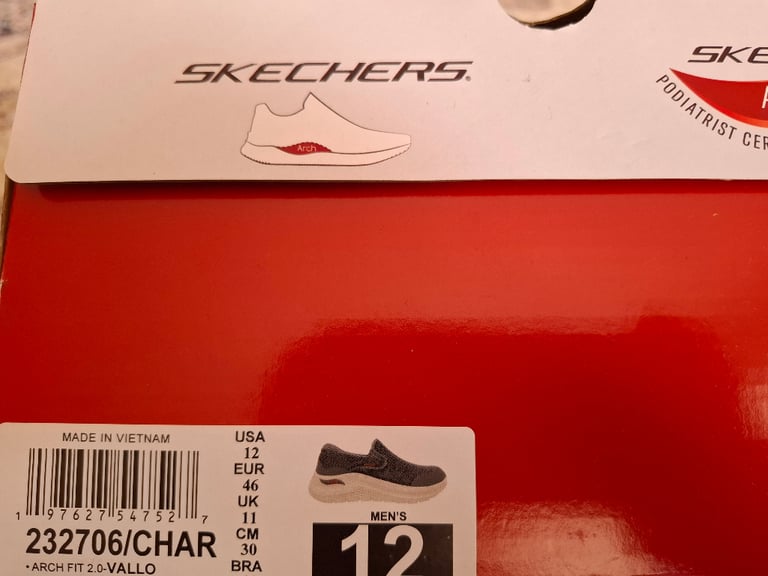 SKECHERS.
Arch
SKE
PODIATRIST CER
MADE IN VIETNAM
1 97627 54752 7
232706/CHAR
• ARCH FIT 2.0-VALLO
USA
12
EUR
46
UK
11
CM
30
BRA
MEN'S
12